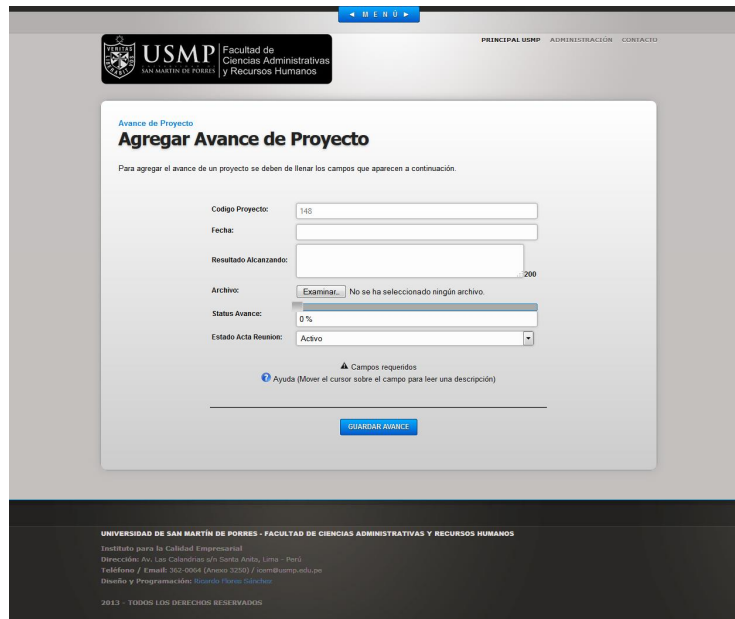 ◄ M E N Ú ►
PRINCIPAL USMP ADMINISTRACIÓN CONTACTO
VERITAS
USMP
SAN MARTIN DE PORRES
Facultad de
Ciencias Administrativas
y Recursos Humanos
Avance de Proyecto
Agregar Avance de Proyecto
Para agregar el avance de un proyecto se deben de llenar los campos que aparecen a continuación.
Codigo Proyecto: 148
Fecha:
Resultado Alcanzando:
200
Archivo: Examinar.. No se ha seleccionado ningún archivo.
Status Avance:
0 %
Estado Acta Reunion: Activo
Campos requeridos
Ayuda (Mover el cursor sobre el campo para leer una descripción)
GUARDAR AVANCE
UNIVERSIDAD DE SAN MARTÍN DE PORRES - FACULTAD DE CIENCIAS ADMINISTRATIVAS Y RECURSOS HUMANOS
Instituto para la Calidad Empresarial
Dirección: Av. Las Calandrias s/n Santa Anita, Lima - Perú
Teléfono / Email: 362-0064 (Anexo 3250) / icem@usmp.edu.pe
Diseño y Programación: Ricardo Flores Sánchez
2013 - TODOS LOS DERECHOS RESERVADOS